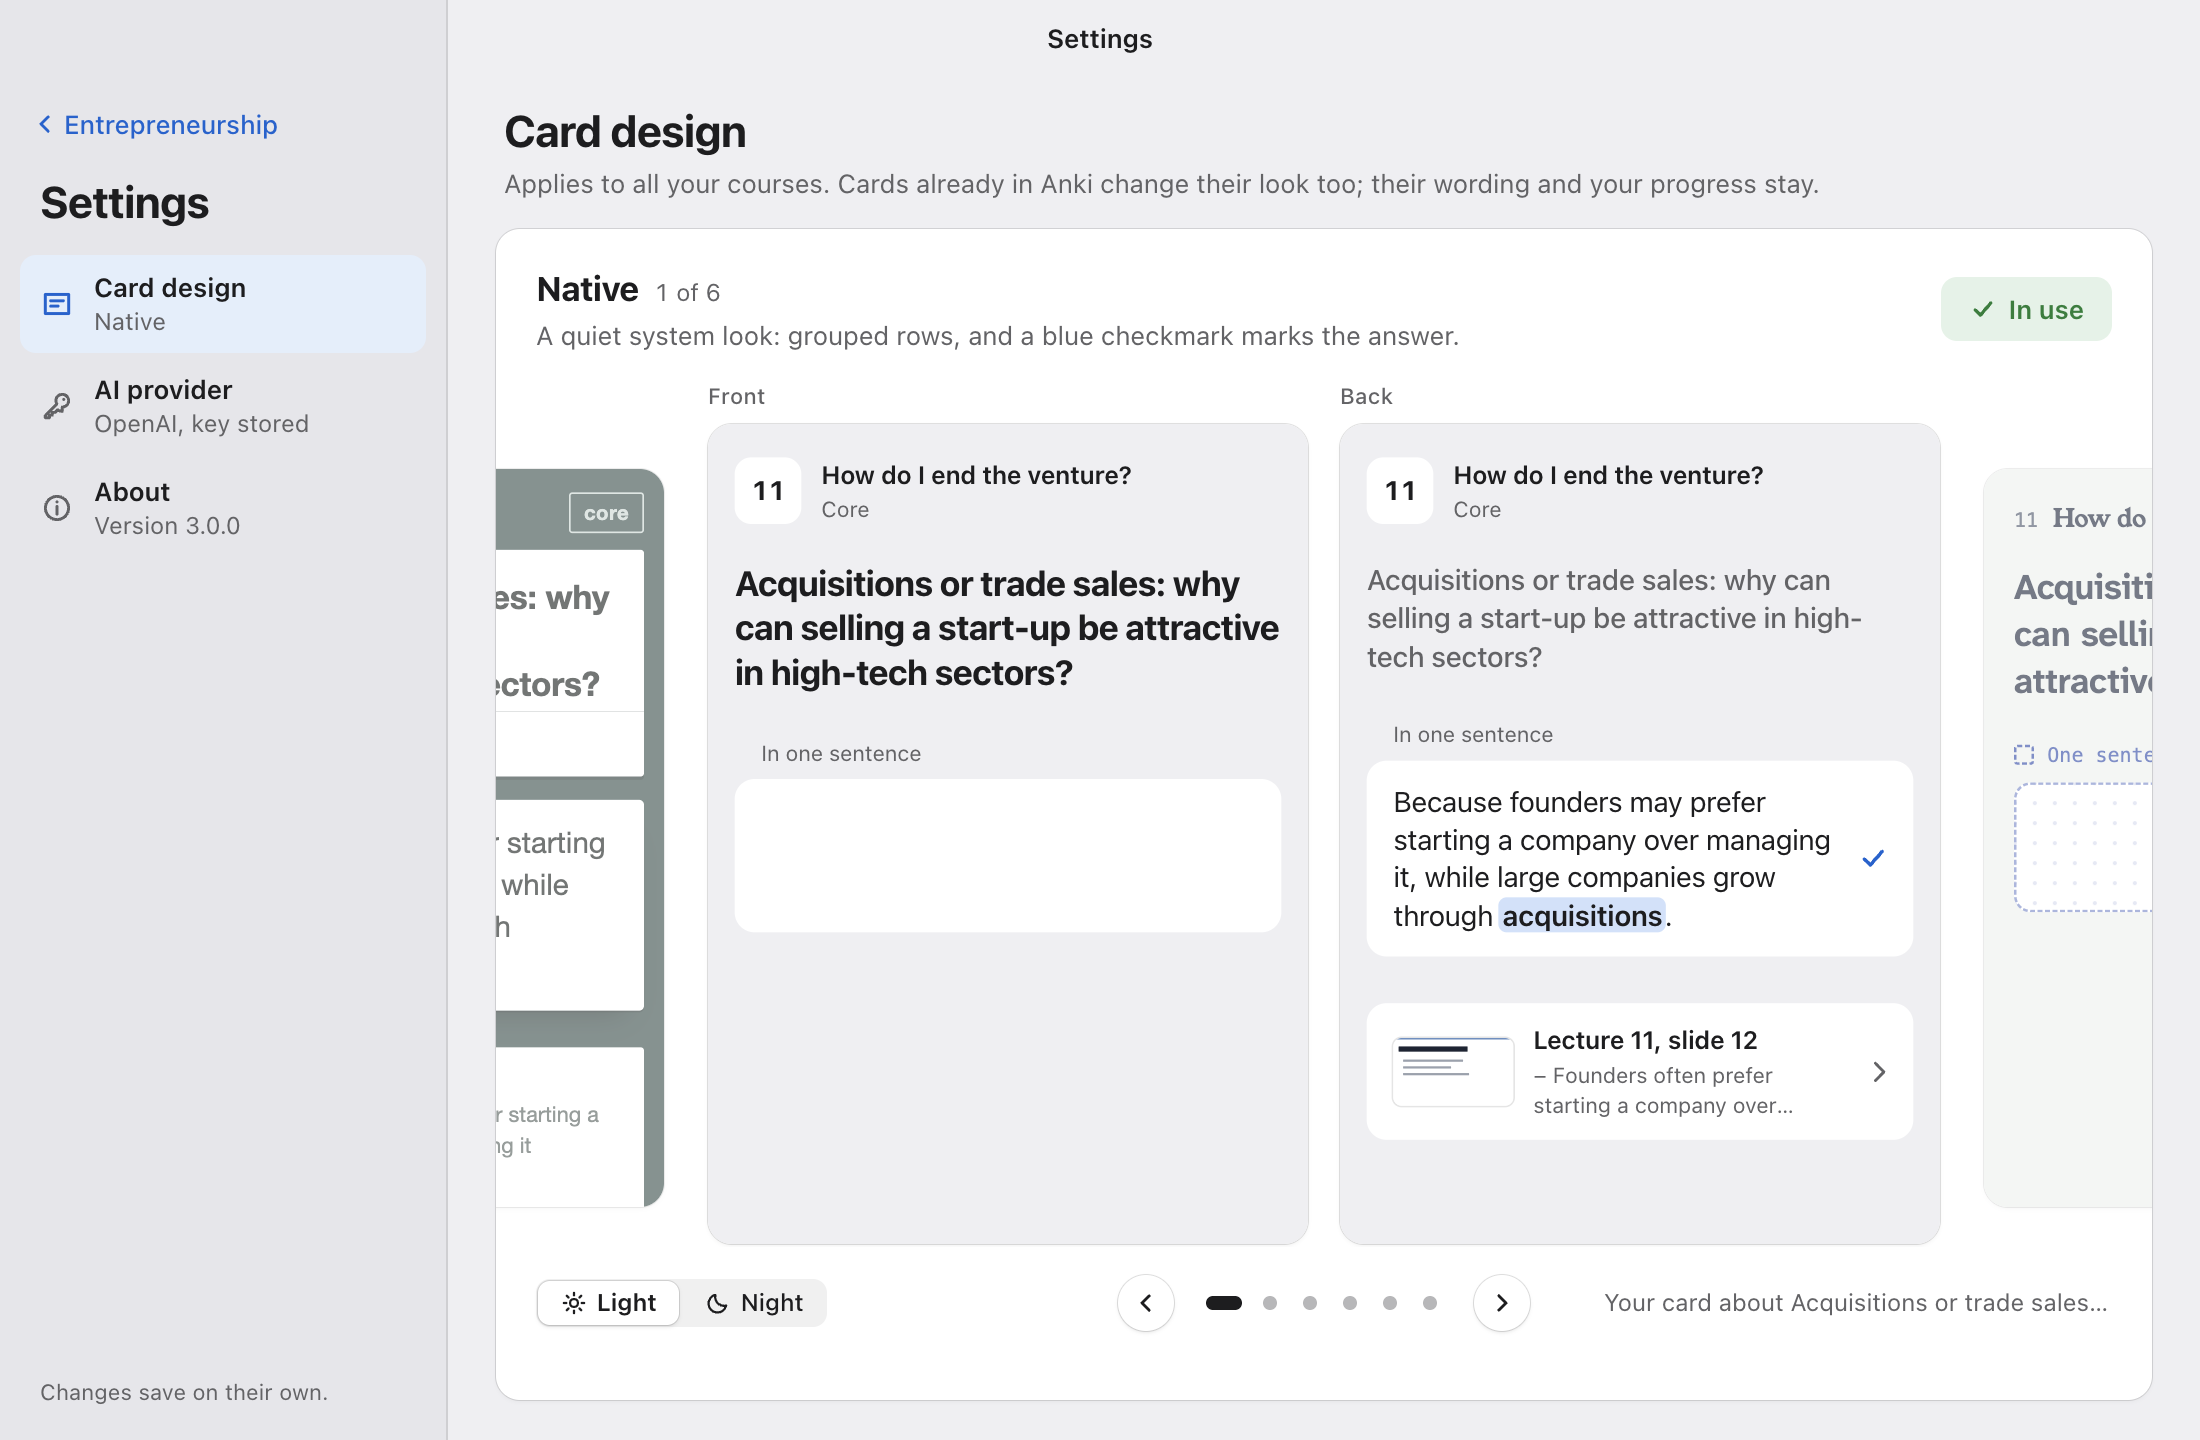 Settings
Entrepreneurship
Settings
Card design
Native
AI provider
OpenAI, key stored
About
Version 3.0.0
Changes save on their own.
Card design
Applies to all your courses. Cards already in Anki change their look too; their wording and your progress stay.
Native 1 of 6
A quiet system look: grouped rows, and a blue checkmark marks the answer.
In use
core
es: why
ectors?
starting
while
h
r starting a
ng it
Front
11
How do I end the venture?
Core
Acquisitions or trade sales: why
can selling a start-up be attractive
in high-tech sectors?
In one sentence
Back
11
How do I end the venture?
Core
Acquisitions or trade sales: why can
selling a start-up be attractive in high-
tech sectors?
In one sentence
Because founders may prefer
starting a company over managing
it, while large companies grow
through acquisitions.
Lecture 11, slide 12
– Founders often prefer
starting a company over...
11 How do
Acquisiti
can selli
attractive
One sente
Light
Night
Your card about Acquisitions or trade sales...